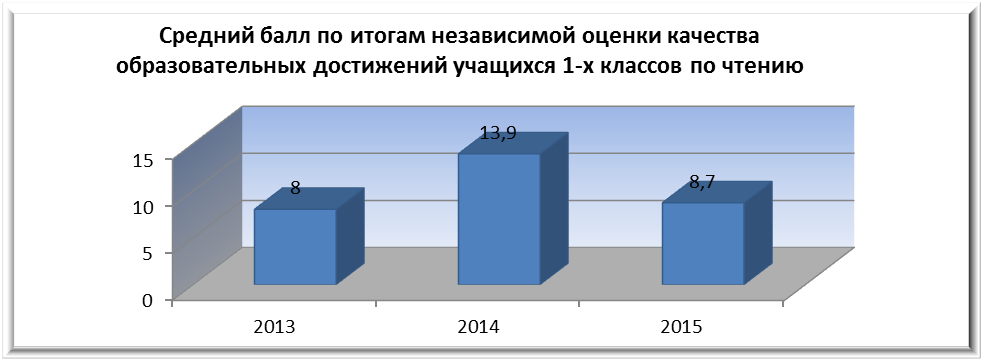 Средний балл по итогам независимой оценки качества
образовательных достижений учащихся 1-х классов по чтению
13,9
8
8,7
15
10
5
0
2013 2014 2015